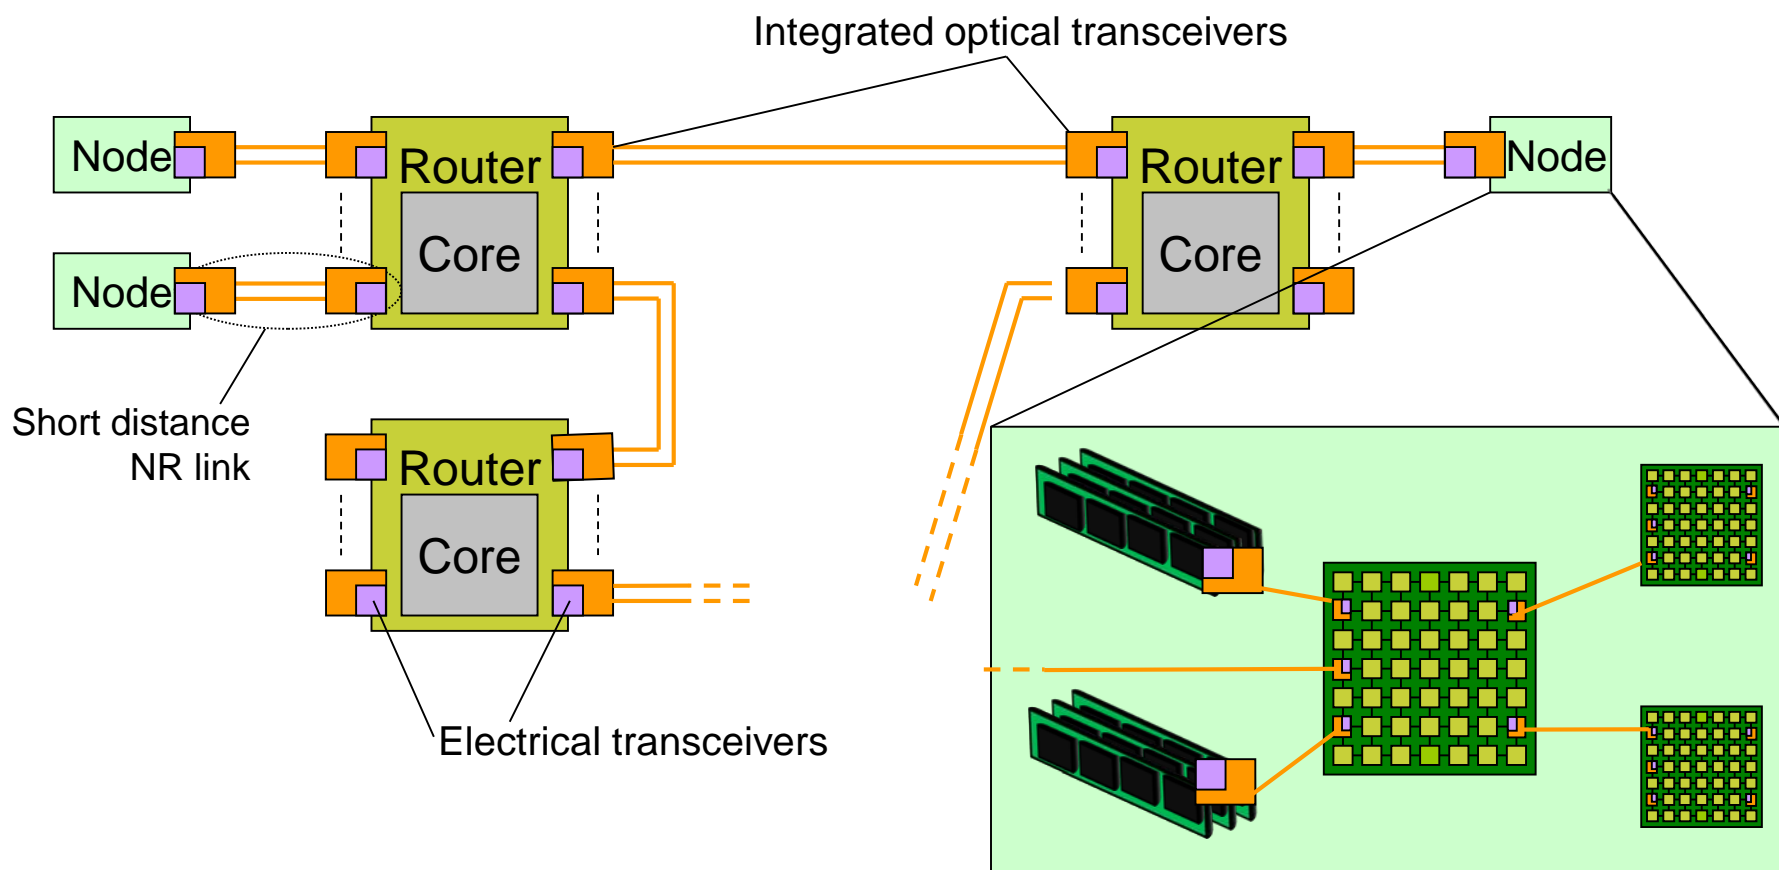 Integrated optical transceivers
Node
Router
Core
Router
Core
Node
Node
Short distance
NR link
Router
Core
Electrical transceivers